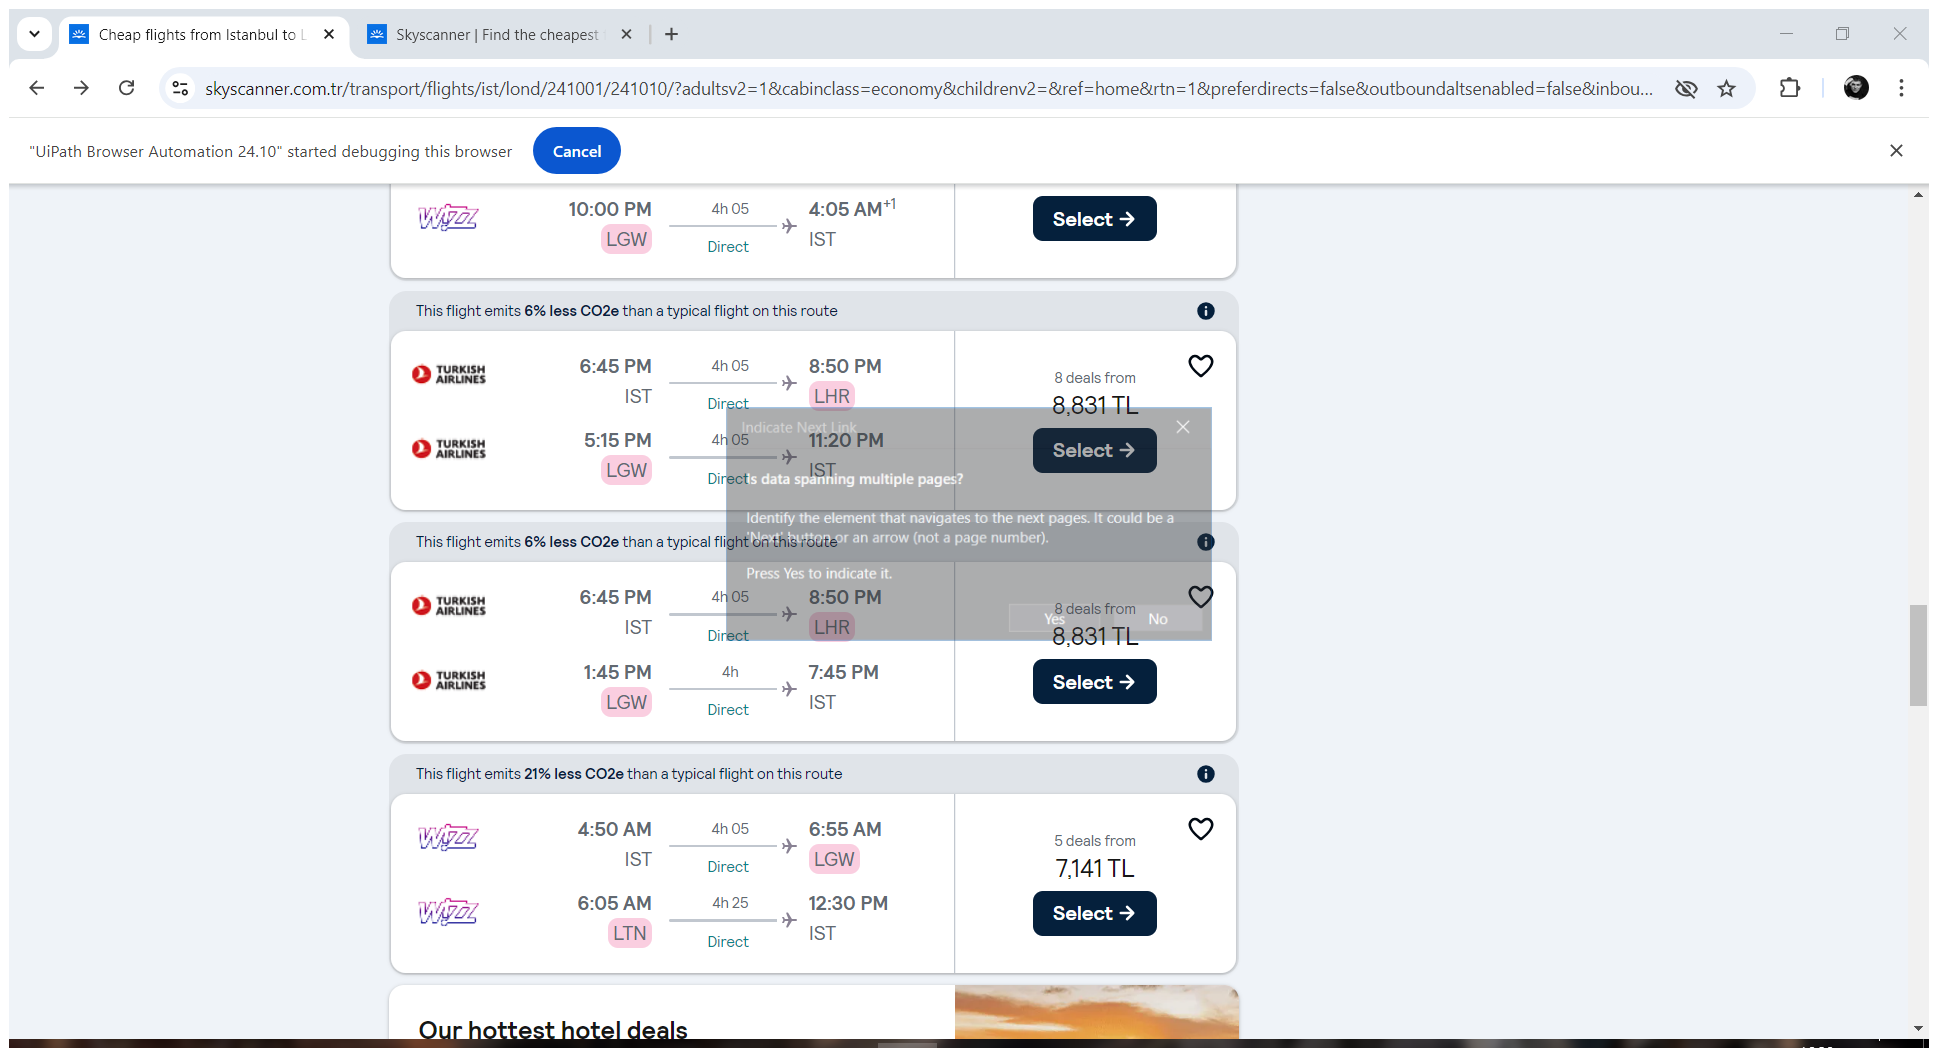 Cheap flights from Istanbul to L
Skyscanner | Find the cheapest
skyscanner.com.tr/transport/flights/ist/lond/241001/241010/?adultsv2=1&cabinclass=economy&childrenv2=&ref=home&rtn=1&preferdirects=false&outboundaltsenabled=false&inbou...
"UiPath Browser Automation 24.10" started debugging this browser
Cancel
WIZZ
10:00 PM
4h 05
4:05 AM+1
LGW
Direct
IST
Select →
This flight emits 6% less CO2e than a typical flight on this route
TURKISH AIRLINES
6:45 PM
4h 05
8:50 PM
IST
Direct
LHR
TURKISH AIRLINES
5:15 PM
4h 05
11:20 PM
LGW
Direct
IST
8 deals from
8,831 TL
Select →
Indicate Next Link
Is data spanning multiple pages?
Identify the element that navigates to the next pages. It could be a
'Next' button or an arrow (not a page number).
Press Yes to indicate it.
Yes
No
This flight emits 6% less CO2e than a typical flight on this route
TURKISH AIRLINES
6:45 PM
4h 05
8:50 PM
IST
Direct
LHR
TURKISH AIRLINES
1:45 PM
4h
7:45 PM
LGW
Direct
IST
8 deals from
8,831 TL
Select →
This flight emits 21% less CO2e than a typical flight on this route
WIZZ
4:50 AM
4h 05
6:55 AM
IST
Direct
LGW
WIZZ
6:05 AM
4h 25
12:30 PM
LTN
Direct
IST
5 deals from
7,141 TL
Select →
Our hottest hotel deals